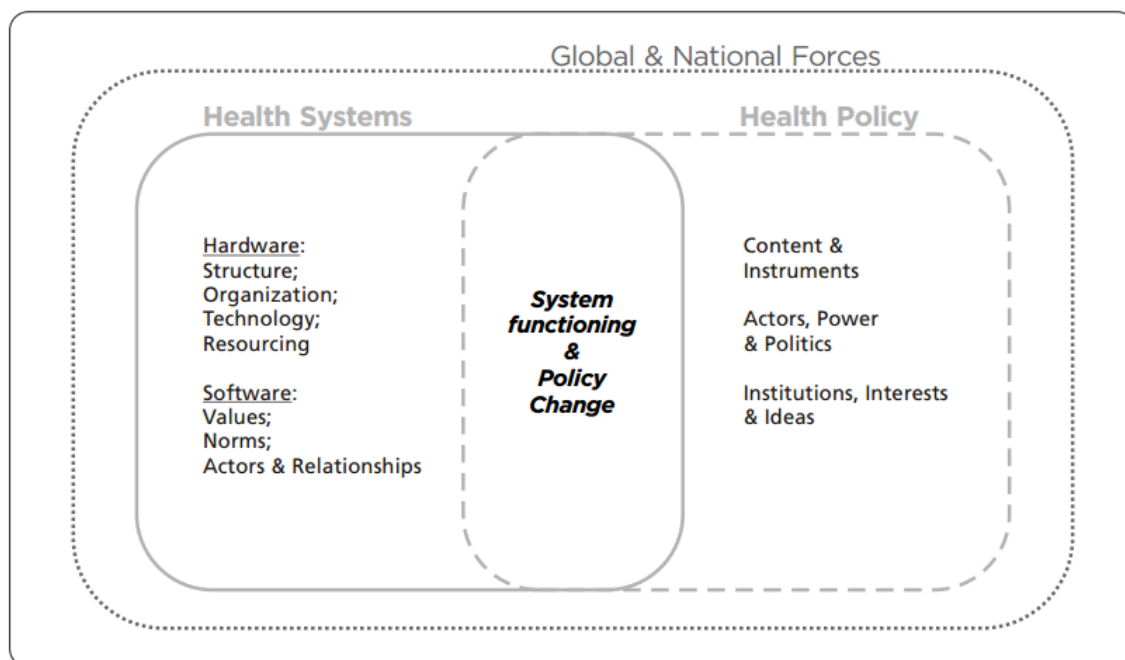 Global & National Forces
Health Systems
Health Policy
Hardware:
Structure;
Organization;
Technology;
Resourcing
Software:
Values;
Norms;
Actors & Relationships
System
functioning
&
Policy
Change
Content &
Instruments
Actors, Power
& Politics
Institutions, Interests
& Ideas